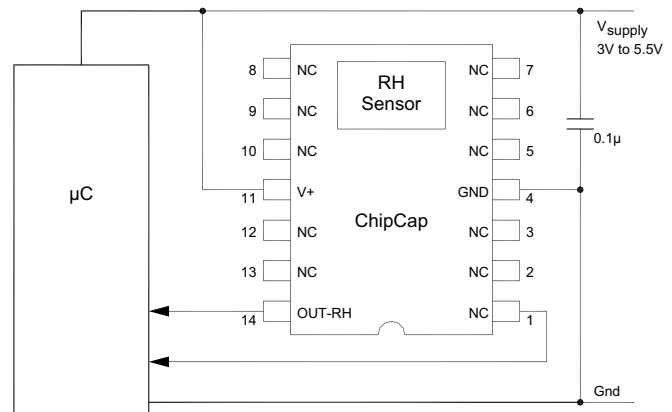 V supply
3V to 5.5V
8 NC NC 7
RH
Sensor
9 NC NC 6
10 NC NC 5
0.1µ
µC
11 V+ GND 4
ChipCap
12 NC NC 3
13 NC NC 2
14 OUT-RH NC 1
Gnd